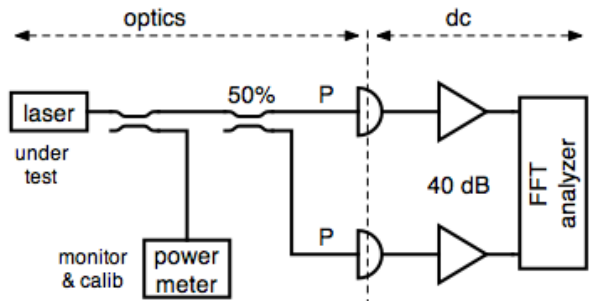 optics
dc
laser
under
test
50%
P
monitor
& calib
power
meter
P
40 dB
FFT
analyzer